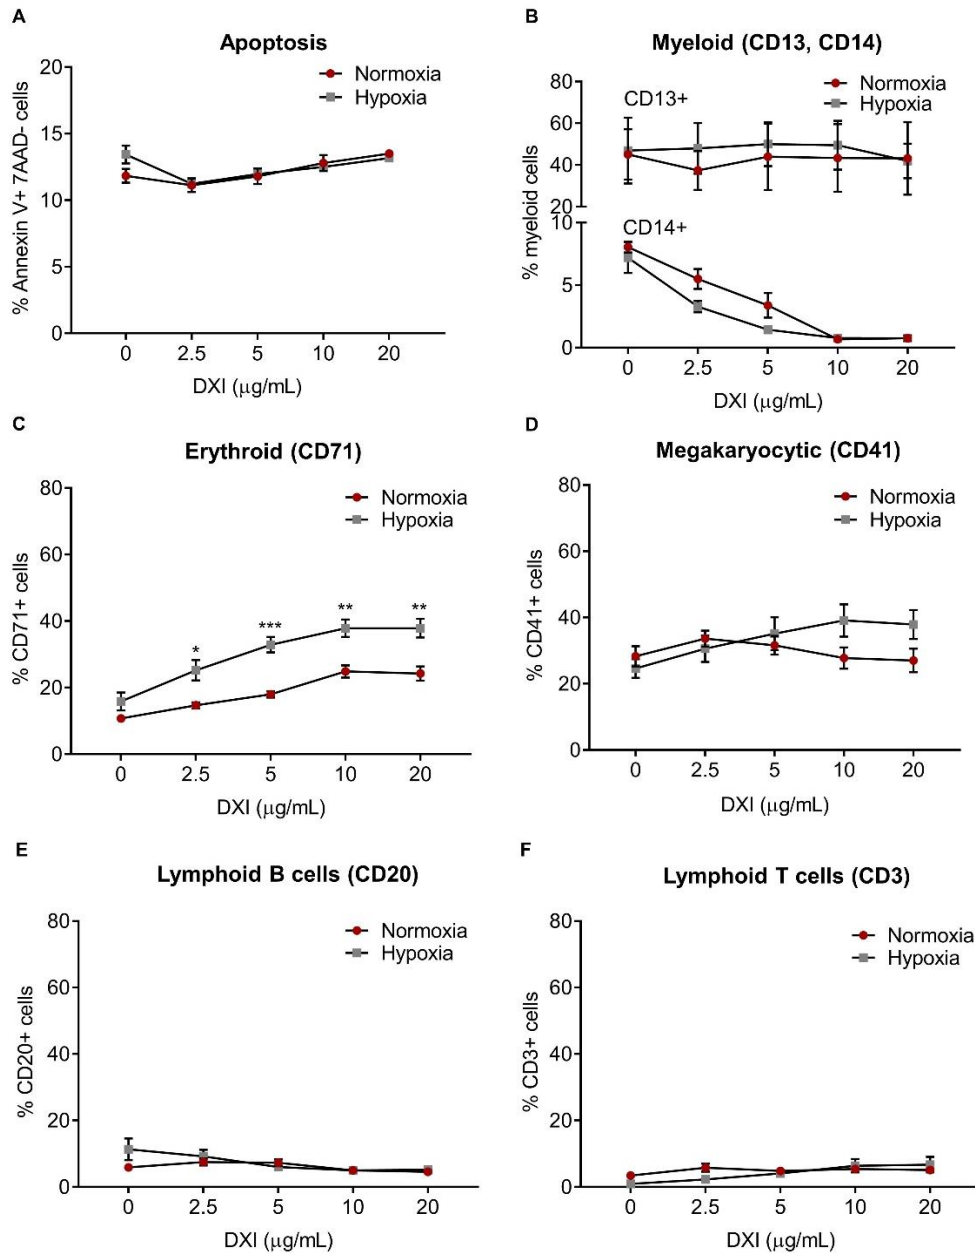 A
Apoptosis
Normoxia
Hypoxia
% Annexin V+ 7AAD- cells
20
15
10
5
0
0 2.5 5 10 20
DXI (μg/mL)
B
Myeloid (CD13, CD14)
Normoxia
Hypoxia
CD13+
CD14+
% myeloid cells
80
60
40
20
10
5
0
0 2.5 5 10 20
DXI (μg/mL)
C
Erythroid (CD71)
Normoxia
Hypoxia
% CD71+ cells
80
60
40
20
0
* *** ** **
0 2.5 5 10 20
DXI (μg/mL)
D
Megakaryocytic (CD41)
Normoxia
Hypoxia
% CD41+ cells
80
60
40
20
0
0 2.5 5 10 20
DXI (μg/mL)
E
Lymphoid B cells (CD20)
Normoxia
Hypoxia
% CD20+ cells
80
60
40
20
0
0 2.5 5 10 20
DXI (μg/mL)
F
Lymphoid T cells (CD3)
Normoxia
Hypoxia
% CD3+ cells
80
60
40
20
0
0 2.5 5 10 20
DXI (μg/mL)